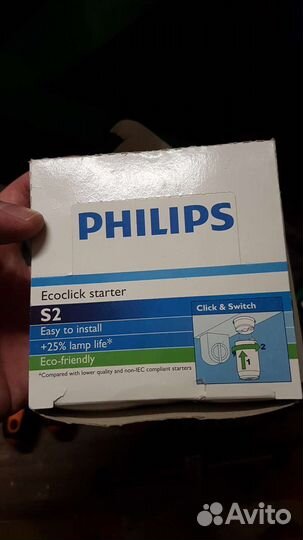 PHILIPS
Ecoclick starter
S2
Easy to install
+25% lamp life*
Eco-friendly
*Compared with lower quality and non-IEC compliant starters
Click & Switch
2
1
Avito